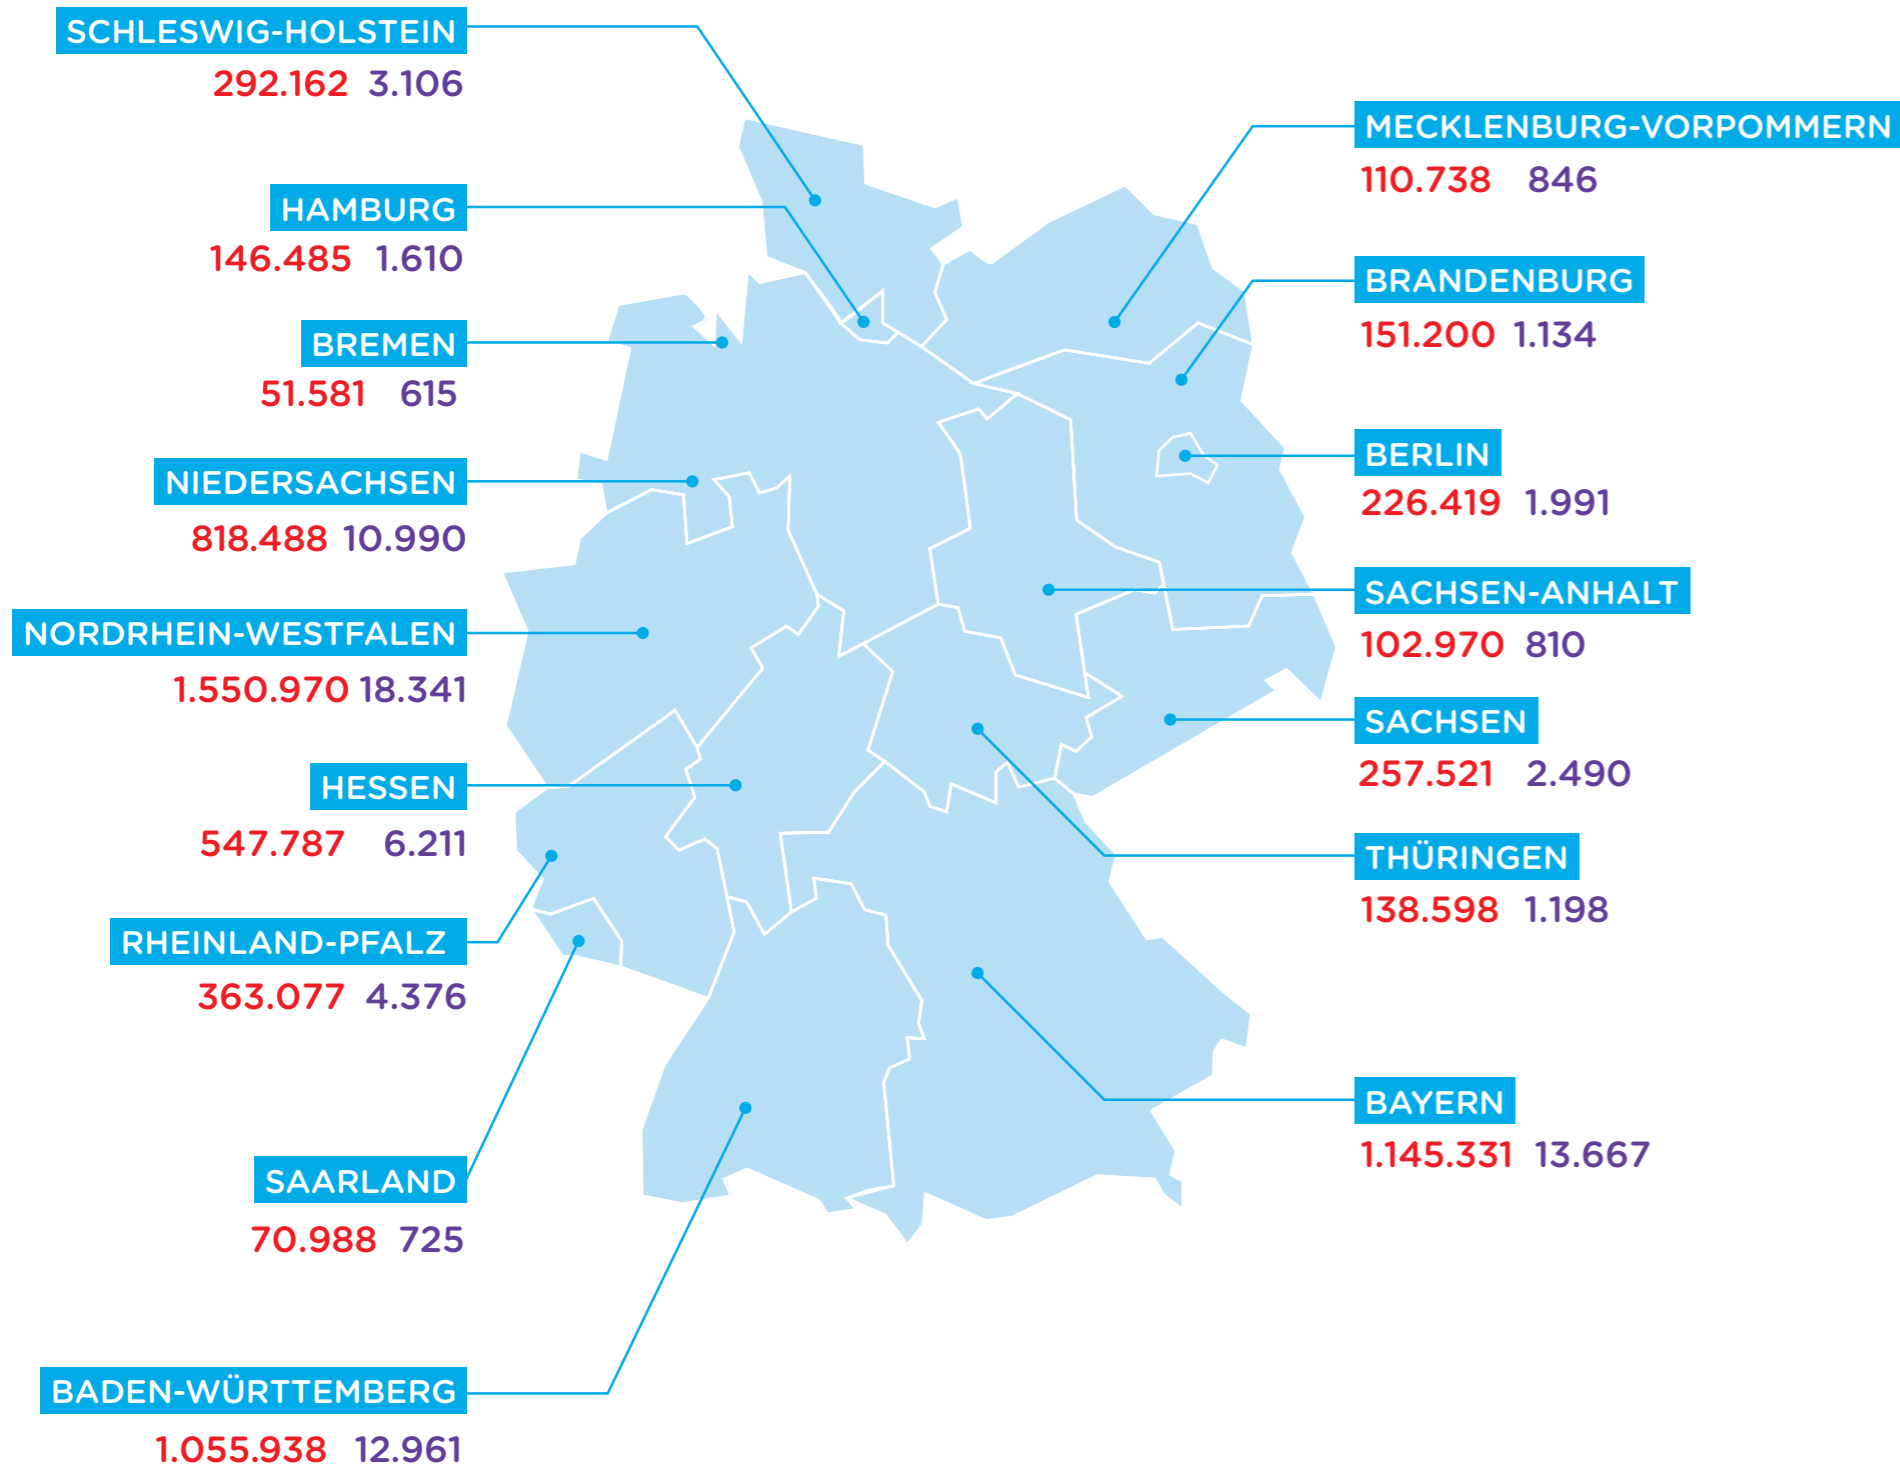 SCHLESWIG-HOLSTEIN
292.162 3.106
HAMBURG
146.485 1.610
BREMEN
51.581 615
NIEDERSACHSEN
818.488 10.990
NORDRHEIN-WESTFALEN
1.550.970 18.341
HESSEN
547.787 6.211
RHEINLAND-PFALZ
363.077 4.376
SAARLAND
70.988 725
BADEN-WÜRTTEMBERG
1.055.938 12.961
MECKLENBURG-VORPOMMERN
110.738 846
BRANDENBURG
151.200 1.134
BERLIN
226.419 1.991
SACHSEN-ANHALT
102.970 810
SACHSEN
257.521 2.490
THÜRINGEN
138.598 1.198
BAYERN
1.145.331 13.667